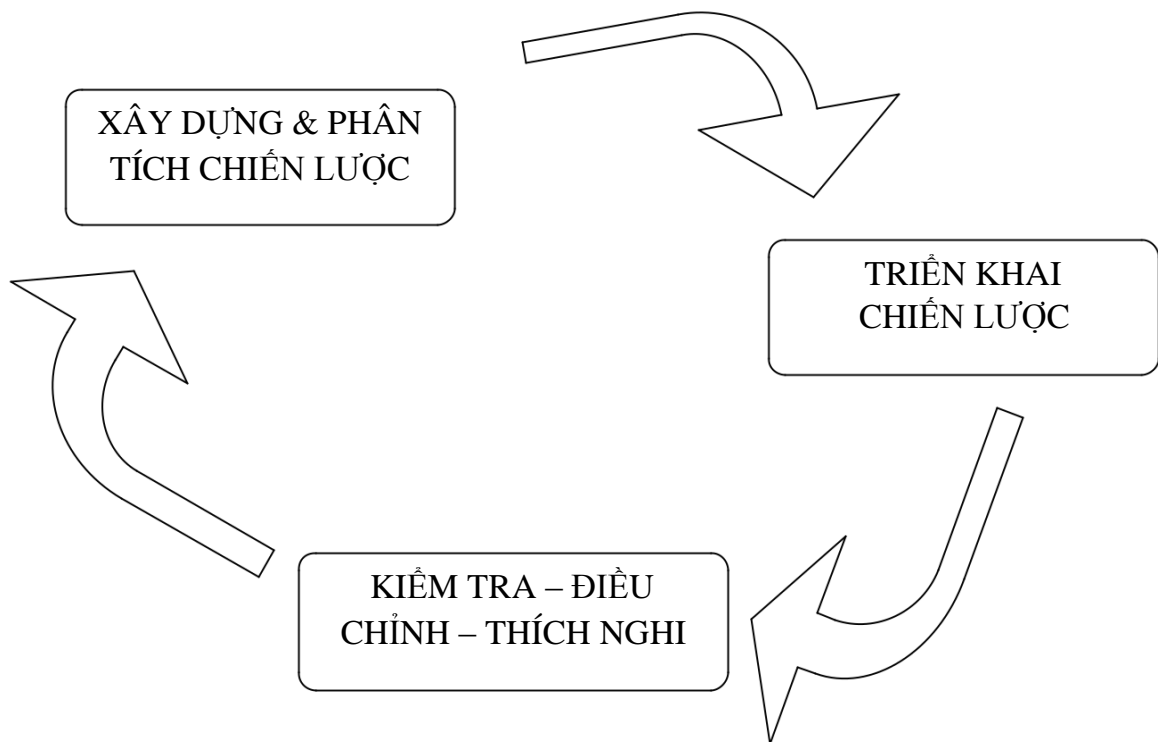 XÂY DỰNG & PHÂN
TÍCH CHIẾN LƯỢC
TRIỂN KHAI
CHIẾN LƯỢC
KIỂM TRA – ĐIỀU
CHỈNH – THÍCH NGHI